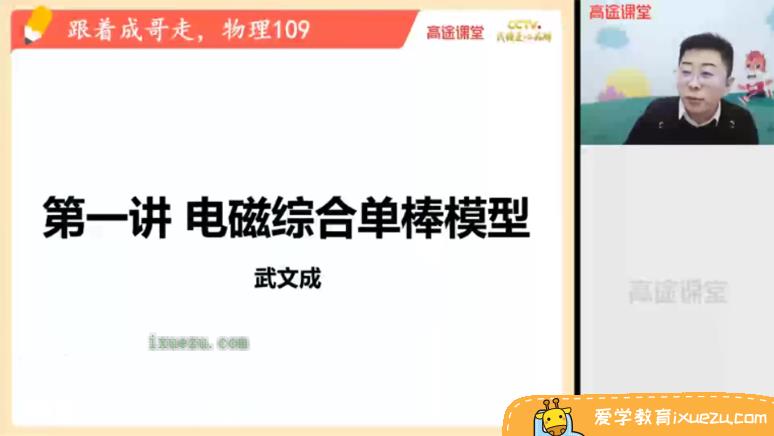 跟着成哥走，物理109
高途课堂
CCTV.
第一讲 电磁综合单棒模型
武文成
ixuezu.com
高途课堂
高途课堂
爱学教育ixuezu.com